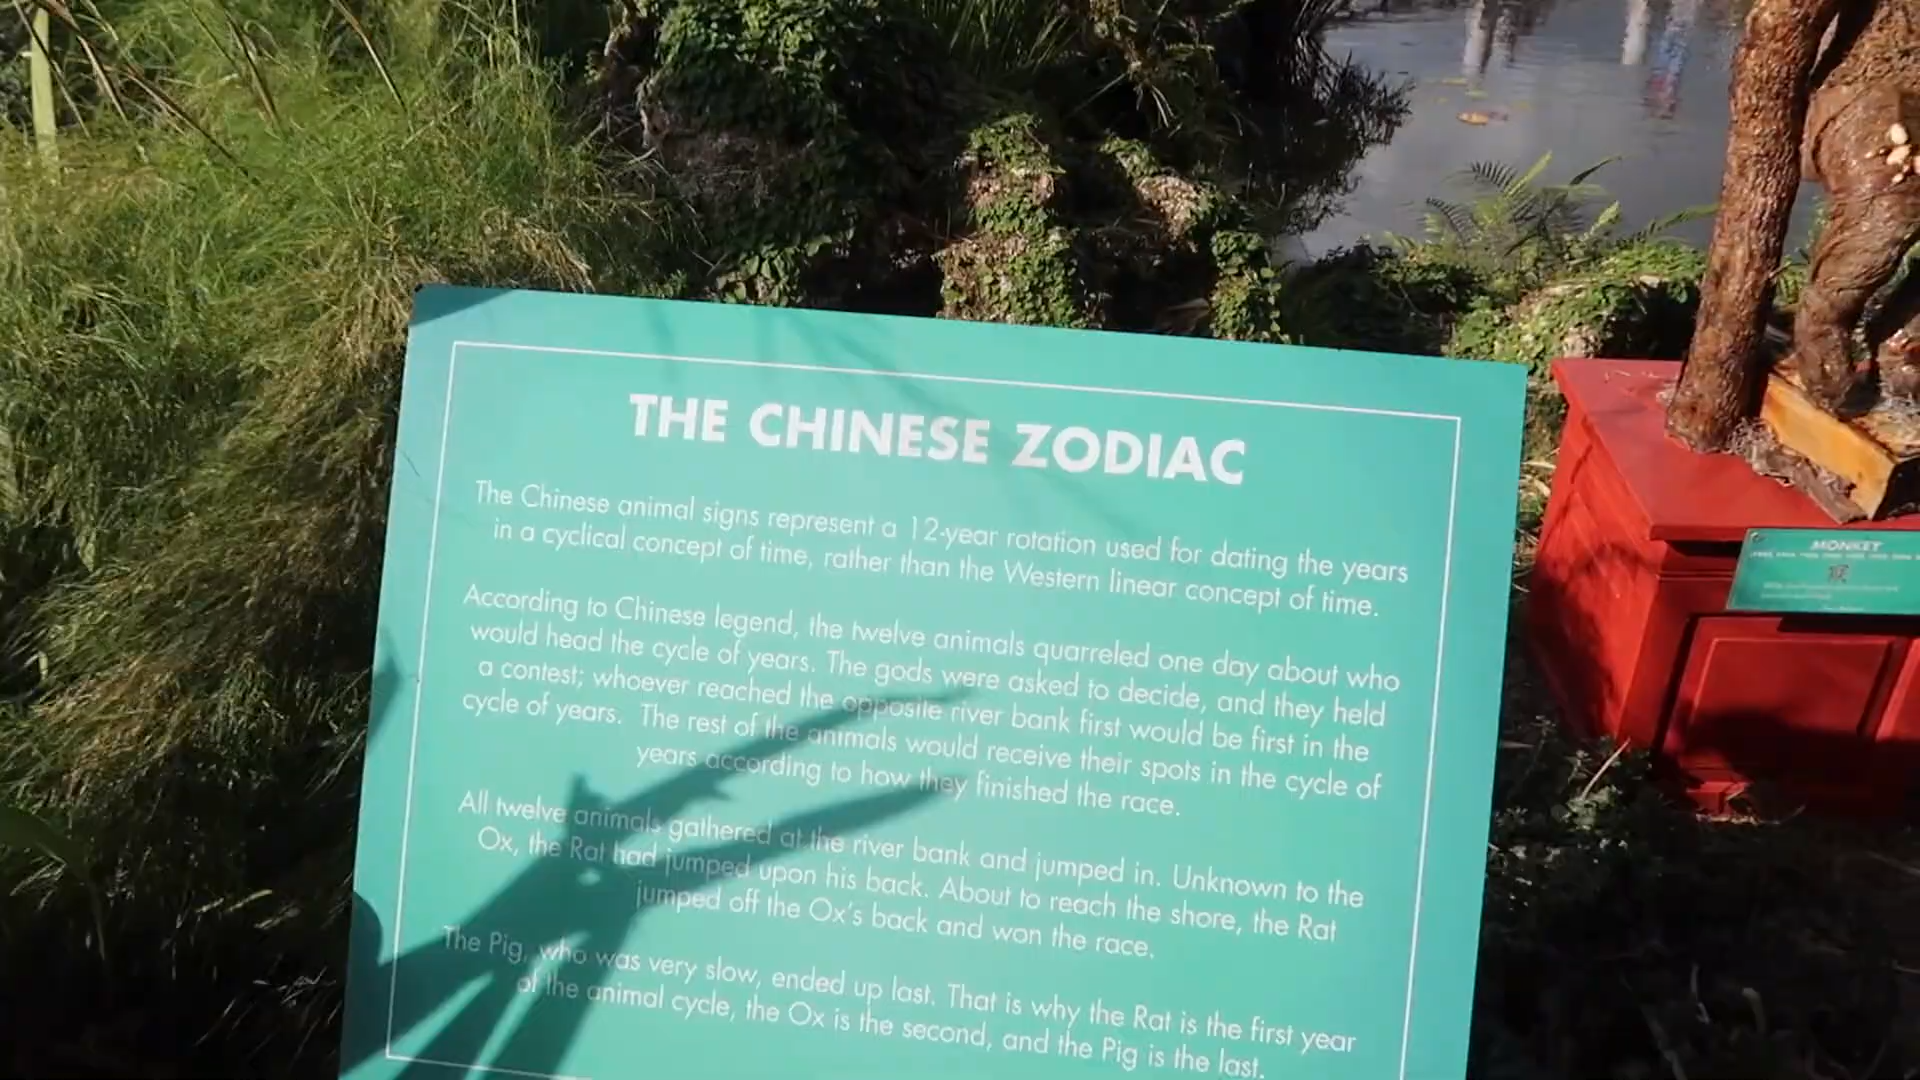 THE CHINESE ZODIAC
The Chinese animal signs represent a 12-year rotation used for dating the years
in a cyclical concept of time, rather than the Western linear concept of time.
According to Chinese legend, the twelve animals quarreled one day about who
would head the cycle of years. The gods were asked to decide, and they held
a contest; whoever reached the opposite river bank first would be first in the
cycle of years. The rest of the animals would receive their spots in the cycle of
years according to how they finished the race.
All twelve animals gathered at the river bank and jumped in. Unknown to the
Ox, the Rat had jumped upon his back. About to reach the shore, the Rat
jumped off the Ox's back and won the race.
The Pig, who was very slow, ended up last. That is why the Rat is the first year
of the animal cycle, the Ox is the second, and the Pig is the last.
MONKEY